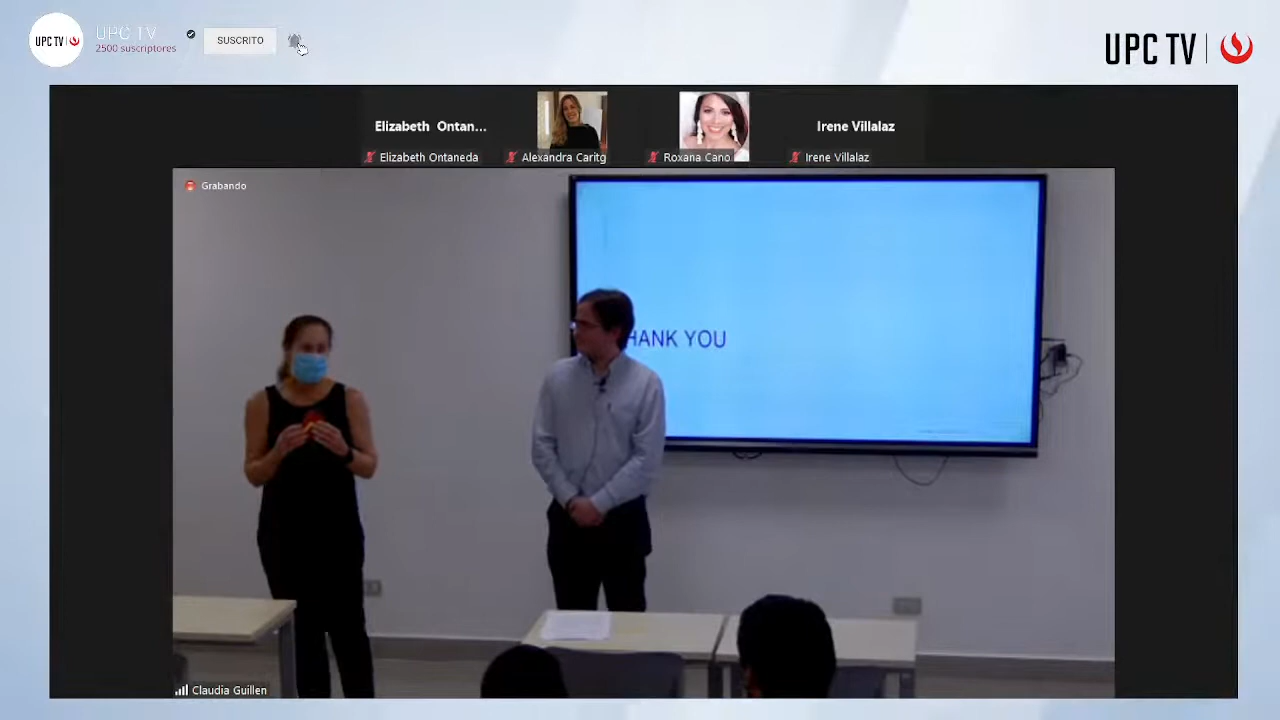 UPC TV
UPC TV
2500 suscriptores
SUSCRITO
UPC TV
Elizabeth Ontan...
Irene Villalaz
Elizabeth Ontaneda
Alexandra Caritg
Roxana Cano
Irene Villalaz
Grabando
HANK YOU
Claudia Guillen